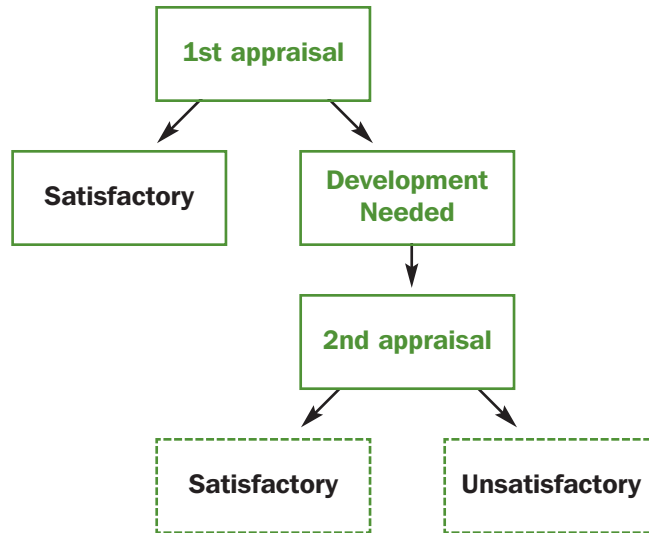 1st appraisal
Satisfactory
Development
Needed
2nd appraisal
Satisfactory
Unsatisfactory